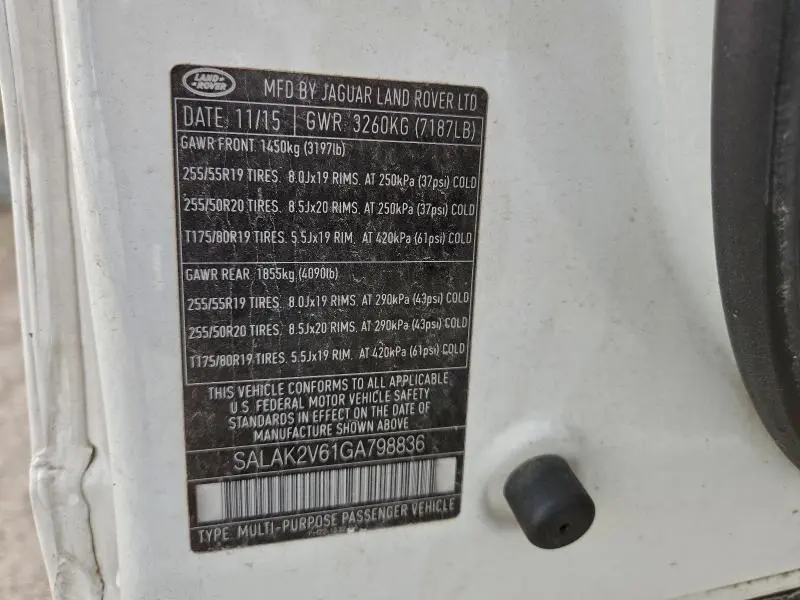 LAND ROVER
MFD BY JAGUAR LAND ROVER LTD
DATE: 11/15 GWR: 3260KG (7187LB)
GAWR FRONT. 1450kg (3197lb)
255/55R19 TIRES. 8.0Jx19 RIMS. AT 250kPa (37psi) COLD
255/50R20 TIRES. 8.5Jx20 RIMS. AT 250kPa (37psi) COLD
T175/80R19 TIRES. 5.5Jx19 RIM. AT 420kPa (61psi) COLD
GAWR REAR. 1855kg (4090lb)
255/55R19 TIRES. 8.0Jx19 RIMS. AT 290kPa (43psi) COLD
255/50R20 TIRES. 8.5Jx20 RIMS. AT 290kPa (43psi) COLD
T175/80R19 TIRES. 5.5Jx19 RIM. AT 420kPa (61psi) COLD
THIS VEHICLE CONFORMS TO ALL APPLICABLE
U.S. FEDERAL MOTOR VEHICLE SAFETY
STANDARDS IN EFFECT ON THE DATE OF
MANUFACTURE SHOWN ABOVE
SALAK2V61GA798836
TYPE: MULTI-PURPOSE PASSENGER VEHICLE